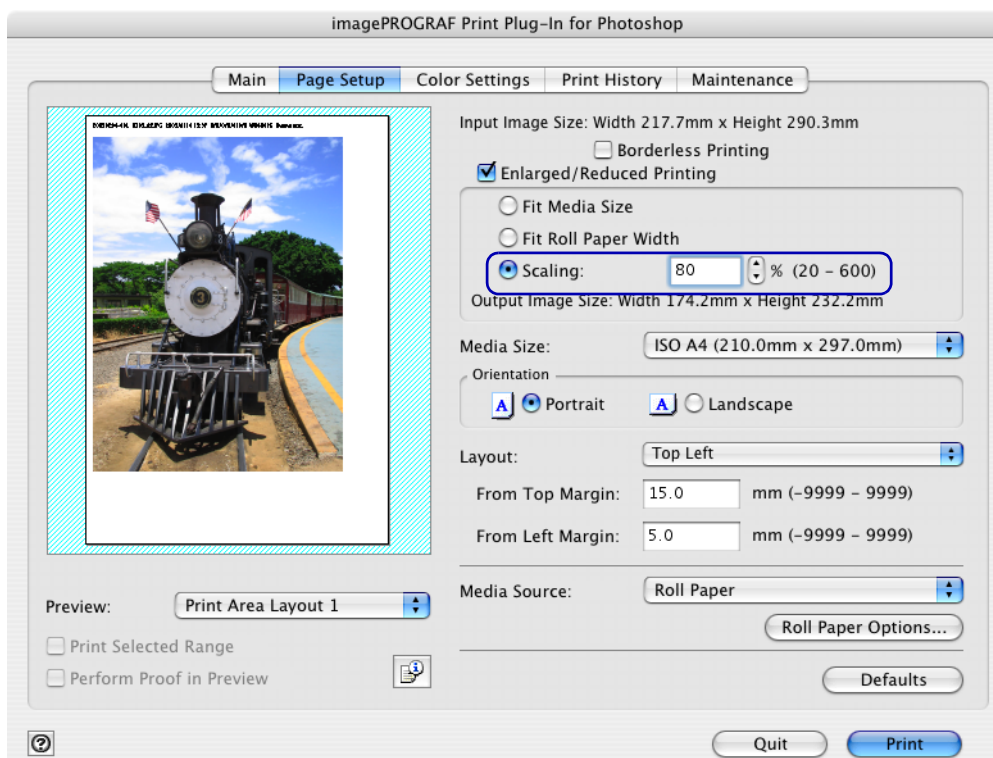 imagePROGRAF Print Plug-In for Photoshop
Main Page Setup Color Settings Print History Maintenance
Input Image Size: Width 217.7mm x Height 290.3mm
Borderless Printing
Enlarged/Reduced Printing
Fit Media Size
Fit Roll Paper Width
Scaling: 80 % (20 - 600)
Output Image Size: Width 174.2mm x Height 232.2mm
Media Size: ISO A4 (210.0mm x 297.0mm)
Orientation
A Portrait A Landscape
Layout: Top Left
From Top Margin: 15.0 mm (-9999 - 9999)
From Left Margin: 5.0 mm (-9999 - 9999)
Media Source: Roll Paper
Roll Paper Options...
Defaults
3
Preview: Print Area Layout 1
Print Selected Range
Perform Proof in Preview
Quit Print